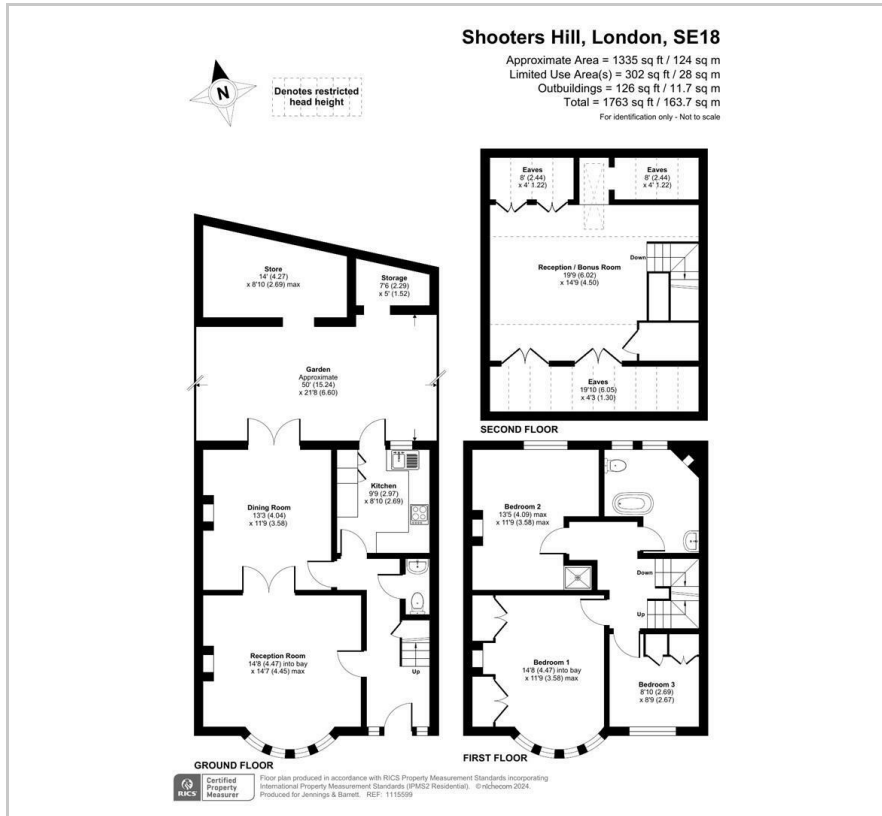 Shooters Hill, London, SE18
Approximate Area = 1335 sq ft / 124 sq m
Limited Use Area(s) = 302 sq ft / 28 sq m
Outbuildings = 126 sq ft / 11.7 sq m
Total = 1763 sq ft / 163.7 sq m
For identification only - Not to scale
N
Denotes restricted
head height
Eaves
8' (2.44)
x 4' 1.22)
Eaves
8' (2.44)
x 4' 1.22)
Reception / Bonus Room
19'9 (6.02)
x 14'9 (4.50)
Down
Eaves
19'10 (6.05)
x 4'3 (1.30)
SECOND FLOOR
Store
14' (4.27)
x 8'10 (2.69) max
Storage
7'6 (2.29)
x 5' (1.52)
Garden
Approximate
50' (15.24)
x 21'8 (6.60)
Kitchen
9'9 (2.97)
x 8'10 (2.69)
Dining Room
13'3 (4.04)
x 11'9 (3.58)
Reception Room
14'8 (4.47) into bay
x 14'7 (4.45) max
Up
GROUND FLOOR
Bedroom 2
13'5 (4.09) max
x 11'9 (3.58) max
Down
Up
Bedroom 1
14'8 (4.47) into bay
x 11'9 (3.58) max
Bedroom 3
8'10 (2.69)
x 8'9 (2.67)
FIRST FLOOR
RICS
Certified
Property
Measurer
Floor plan produced in accordance with RICS Property Measurement Standards incorporating
International Property Measurement Standards (IPMS2 Residential). © nichecom 2024.
Produced for Jennings & Barrett. REF: 1115599